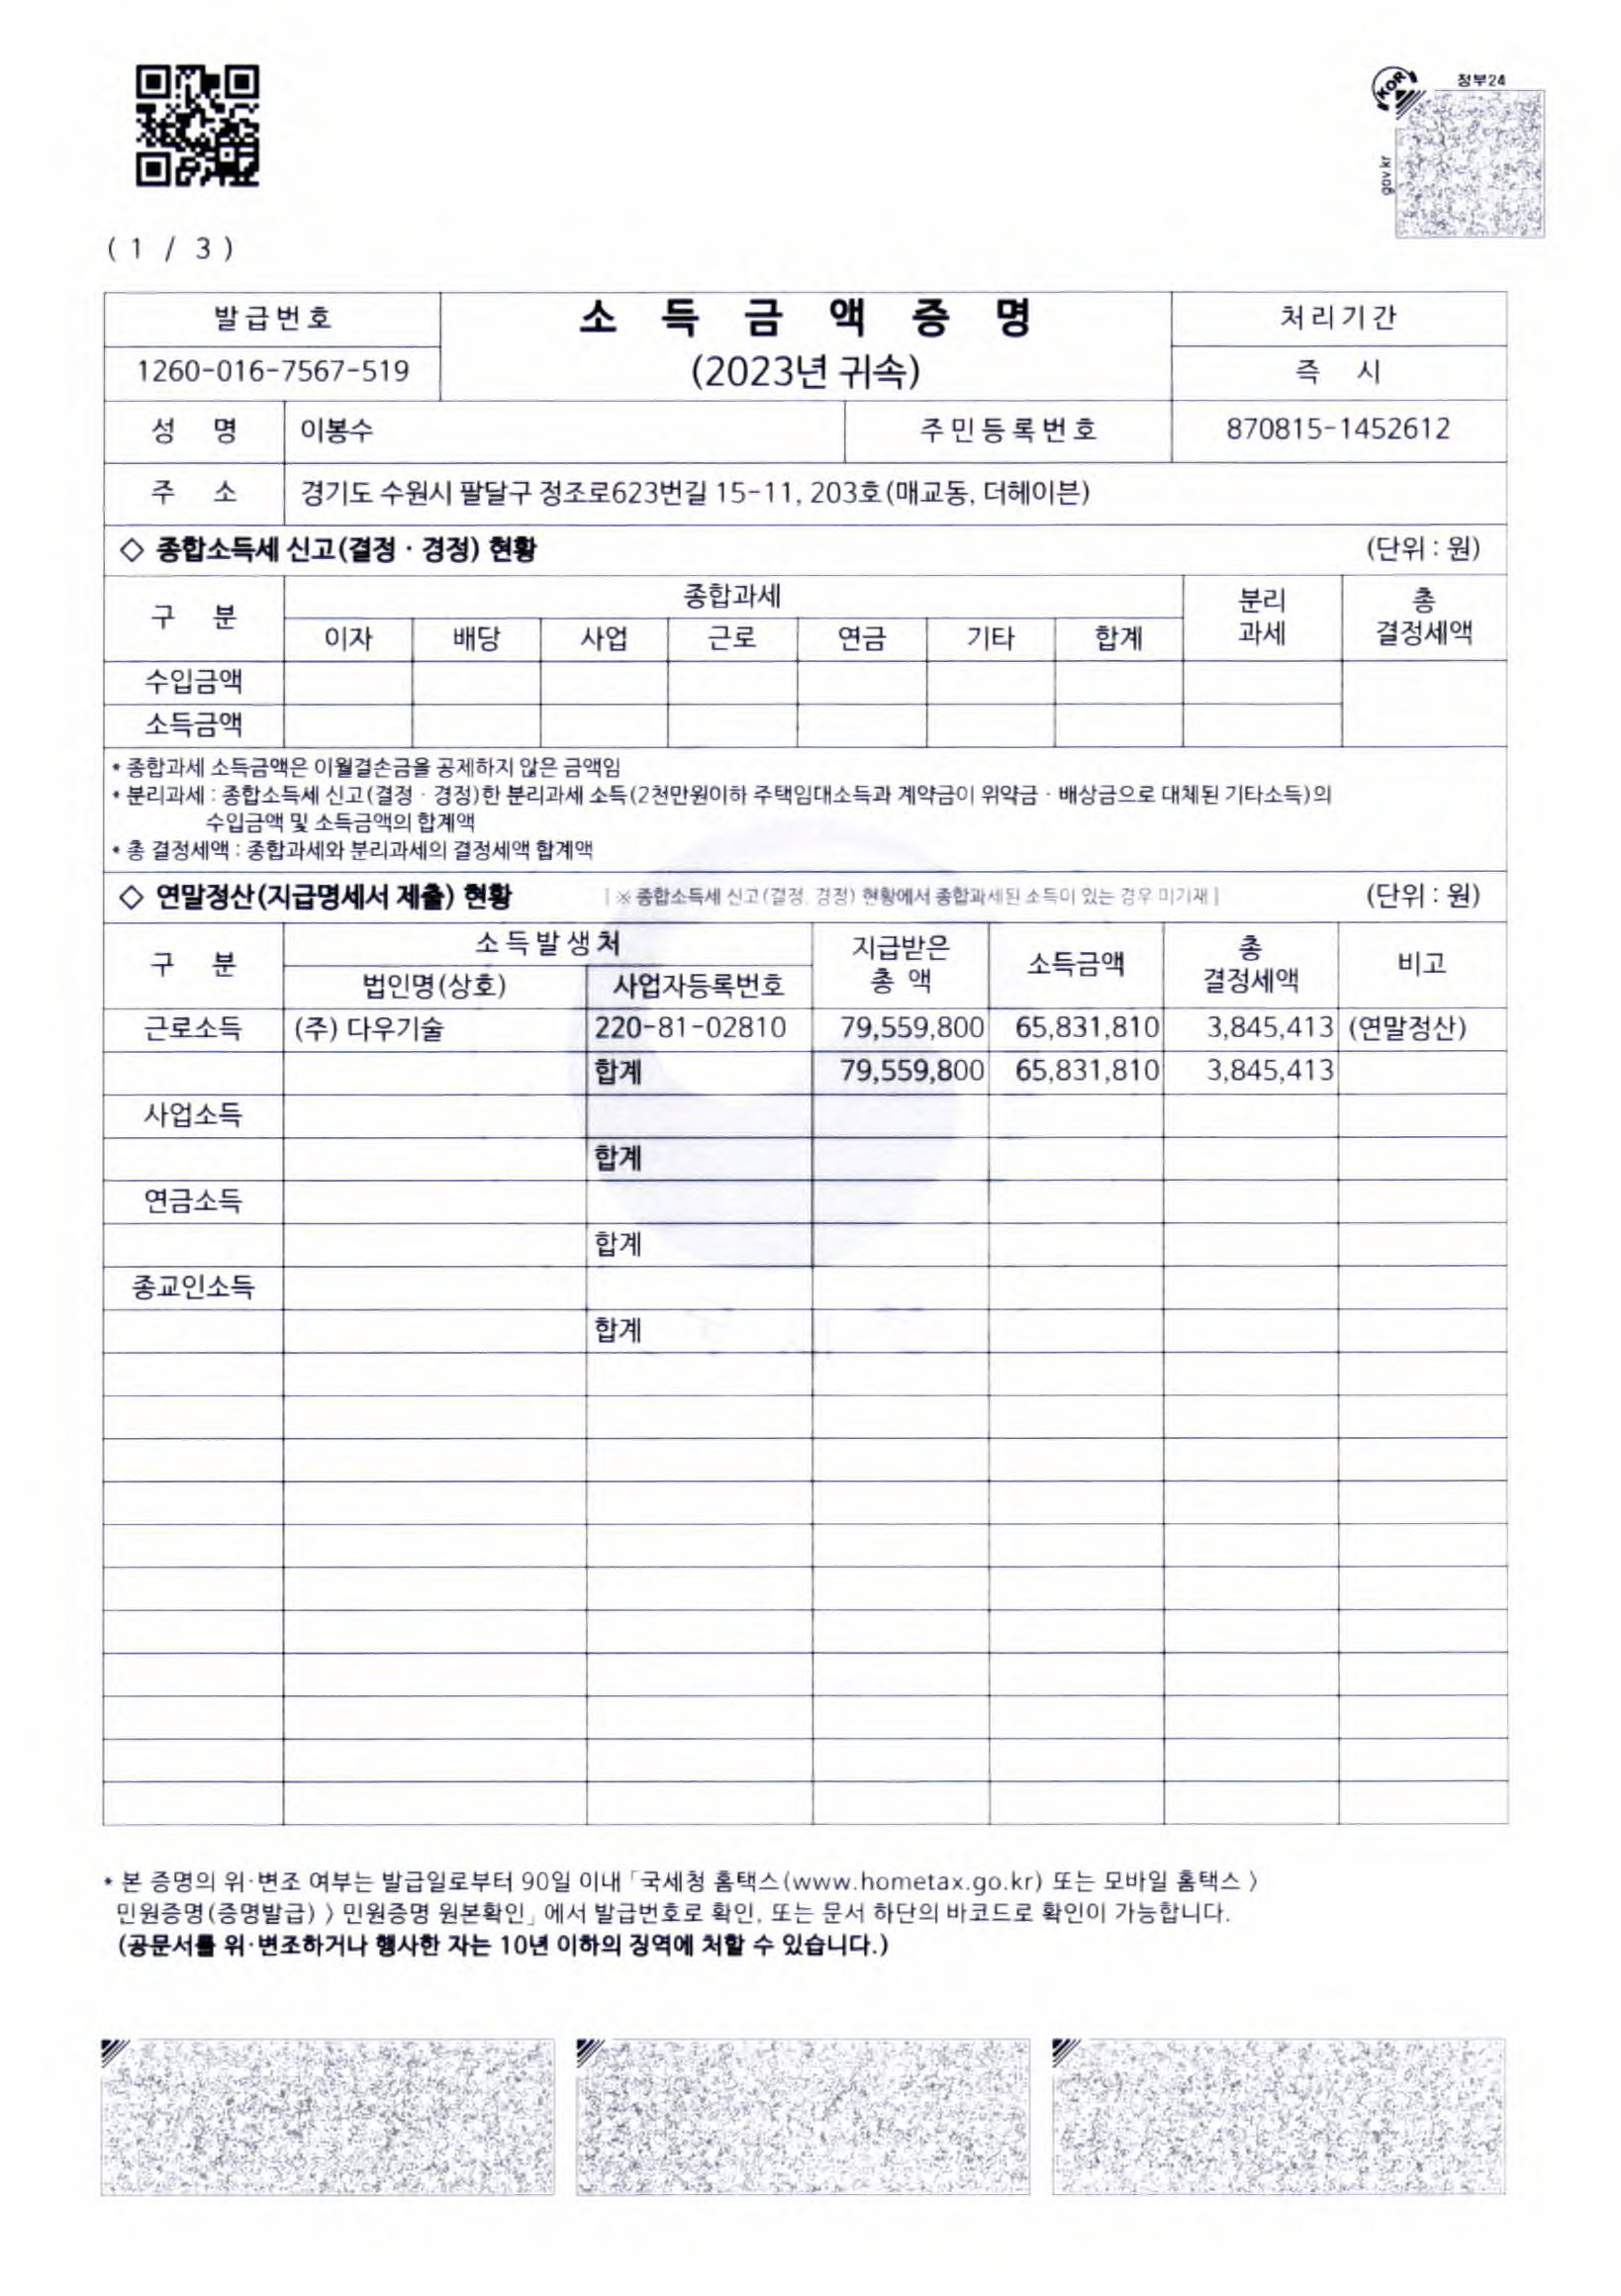 정부24
KOR
gov.kr
( 1 / 3 )
발급번호 소 득 금 액 증 명 처리기간
1260-016-7567-519 (2023년 귀속) 즉 시
성 명 이봉수 주민등록번호 870815-1452612
주 소 경기도 수원시 팔달구 정조로623번길 15-11, 203호(매교동, 더헤이븐)
◇ 종합소득세 신고(결정 · 경정) 현황 (단위 : 원)
구 분 종합과세 분리과세 총 결정세액
이자 배당 사업 근로 연금 기타 합계
수입금액
소득금액
* 종합과세 소득금액은 이월결손금을 공제하지 않은 금액임
* 분리과세 : 종합소득세 신고(결정 · 경정)한 분리과세 소득(2천만원이하 주택임대소득과 계약금이 위약금 · 배상금으로 대체된 기타소득)의
수입금액 및 소득금액의 합계액
* 총 결정세액 : 종합과세와 분리과세의 결정세액 합계액
◇ 연말정산(지급명세서 제출) 현황 [ ※ 종합소득세 신고(결정, 경정) 현황에서 종합과세된 소득이 있는 경우 미기재 ] (단위 : 원)
구 분 소득발생처 지급받은 총 액 소득금액 총 결정세액 비고
법인명(상호) 사업자등록번호
근로소득 (주) 다우기술 220-81-02810 79,559,800 65,831,810 3,845,413 (연말정산)
합계 79,559,800 65,831,810 3,845,413
사업소득
합계
연금소득
합계
종교인소득
합계
* 본 증명의 위·변조 여부는 발급일로부터 90일 이내「국세청 홈택스(www.hometax.go.kr) 또는 모바일 홈택스 〉
민원증명(증명발급) 〉 민원증명 원본확인」에서 발급번호로 확인, 또는 문서 하단의 바코드로 확인이 가능합니다.
(공문서를 위·변조하거나 행사한 자는 10년 이하의 징역에 처할 수 있습니다.)